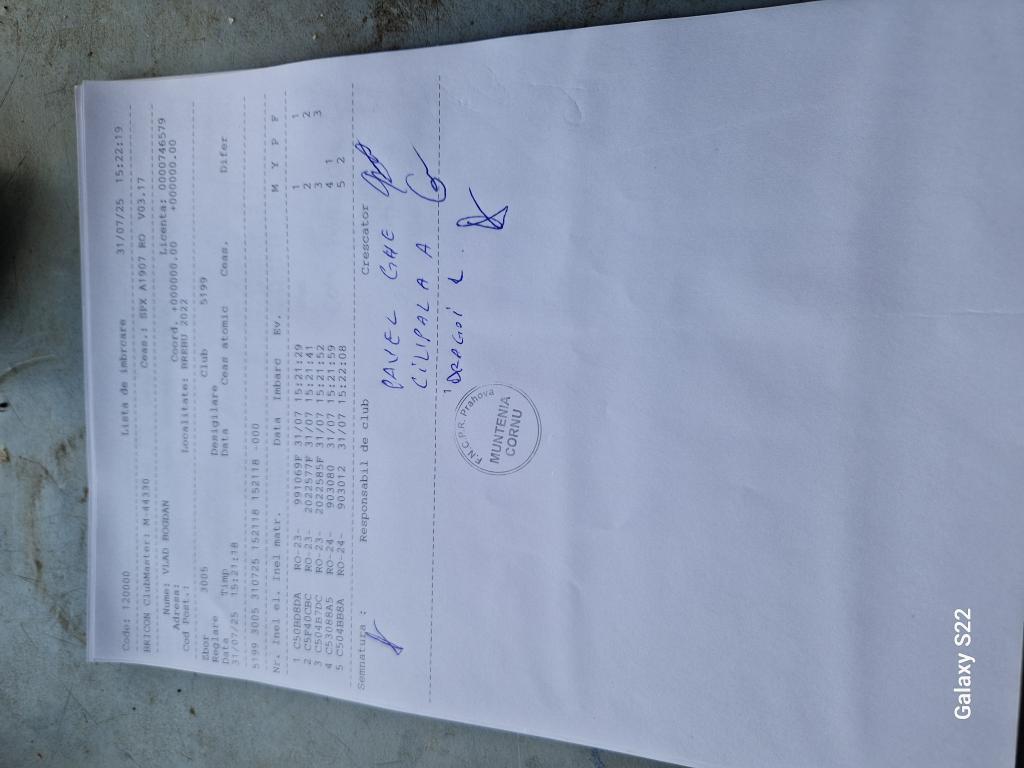 Code: 120000 Lista de imbrcare 31/07/25 15:22:19
BRICON ClubMaster: M-44330 Ceas.: SPX A1907 RO V03.17
Nume: VLAD BOGDAN Licenta: 0000746579
Adresa: Coord. +000000.00 +000000.00
Cod Post.: Localitate: BREBU 2022
Zbor 3005 Club 5199
Reglare Desigilare
Data Timp Data Ceas atomic Ceas. Difer
31/07/25 15:21:18
5199 3005 310725 152118 152118 -000
Nr. Inel el. Inel matr. Data Imbarc Ev. M Y P F
1 C50BD8DA RO-23- 991069F 31/07 15:21:29 1 1
2 C5F40CBC RO-23- 2022577F 31/07 15:21:41 2 2
3 C504B7DC RO-23- 2022585F 31/07 15:21:52 3 3
4 C53088A5 RO-24- 903080 31/07 15:21:59 4 1
5 C504BB8A RO-24- 903012 31/07 15:22:08 5 2
Semnatura : Responsabil de club Crescator
PAVEL GHE
CILIPALA A
DRAGOI L.
F.N.C.P.R. Prahova
MUNTENIA
CORNU
Galaxy S22